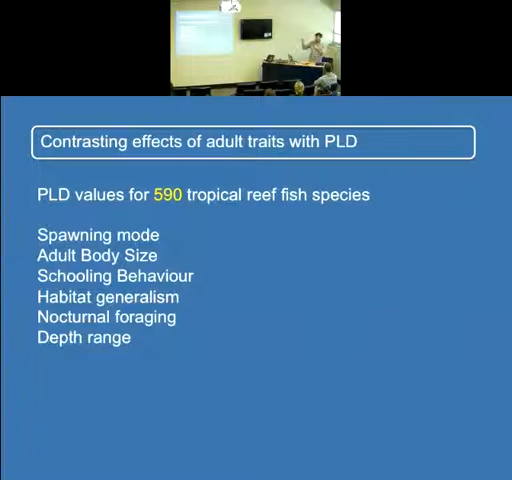 Contrasting effects of adult traits with PLD
PLD values for 590 tropical reef fish species
Spawning mode
Adult Body Size
Schooling Behaviour
Habitat generalism
Nocturnal foraging
Depth range